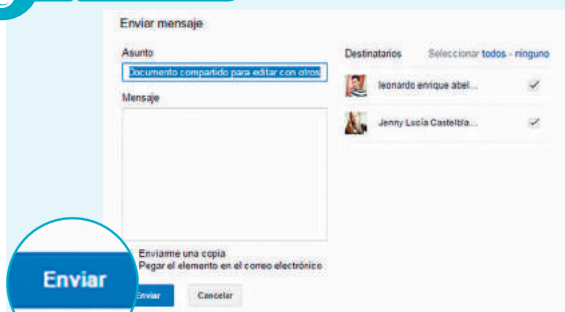 Enviar mensaje
Asunto
Documento compartido para editar con otros
Mensaje
Destinatarios Seleccionar todos - ninguno
leonardo enrique abel...
Jenny Lucía Castelbla...
Enviarme una copia
Pegar el elemento en el correo electrónico
Enviar
Enviar Cancelar